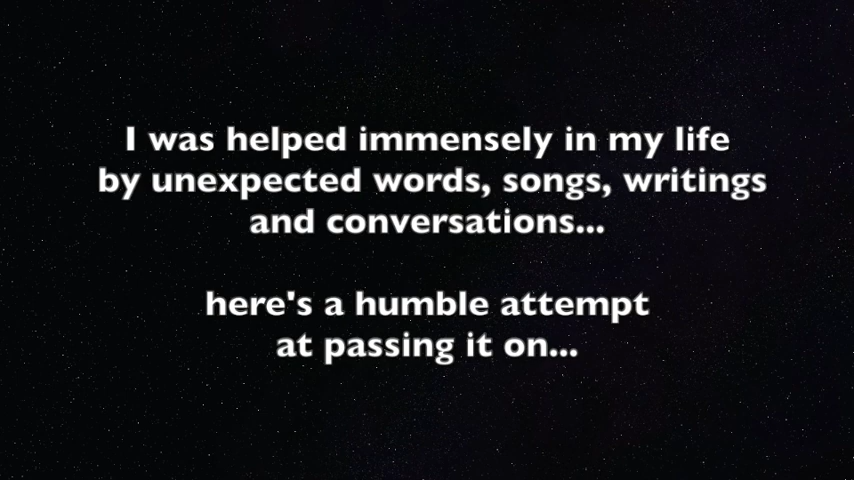 I was helped immensely in my life
by unexpected words, songs, writings
and conversations...
here's a humble attempt
at passing it on...